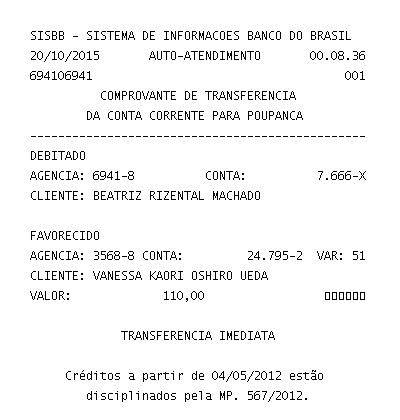 SISBB - SISTEMA DE INFORMACOES BANCO DO BRASIL
20/10/2015 AUTO-ATENDIMENTO 00.08.36
694106941 001
COMPROVANTE DE TRANSFERENCIA
DA CONTA CORRENTE PARA POUPANCA
------------------------------------------------
DEBITADO
AGENCIA: 6941-8 CONTA: 7.666-X
CLIENTE: BEATRIZ RIZENTAL MACHADO
FAVORECIDO
AGENCIA: 3568-8 CONTA: 24.795-2 VAR: 51
CLIENTE: VANESSA KAORI OSHIRO UEDA
VALOR: 110,00 ▯▯▯▯▯▯
TRANSFERENCIA IMEDIATA
Créditos a partir de 04/05/2012 estão
disciplinados pela MP. 567/2012.